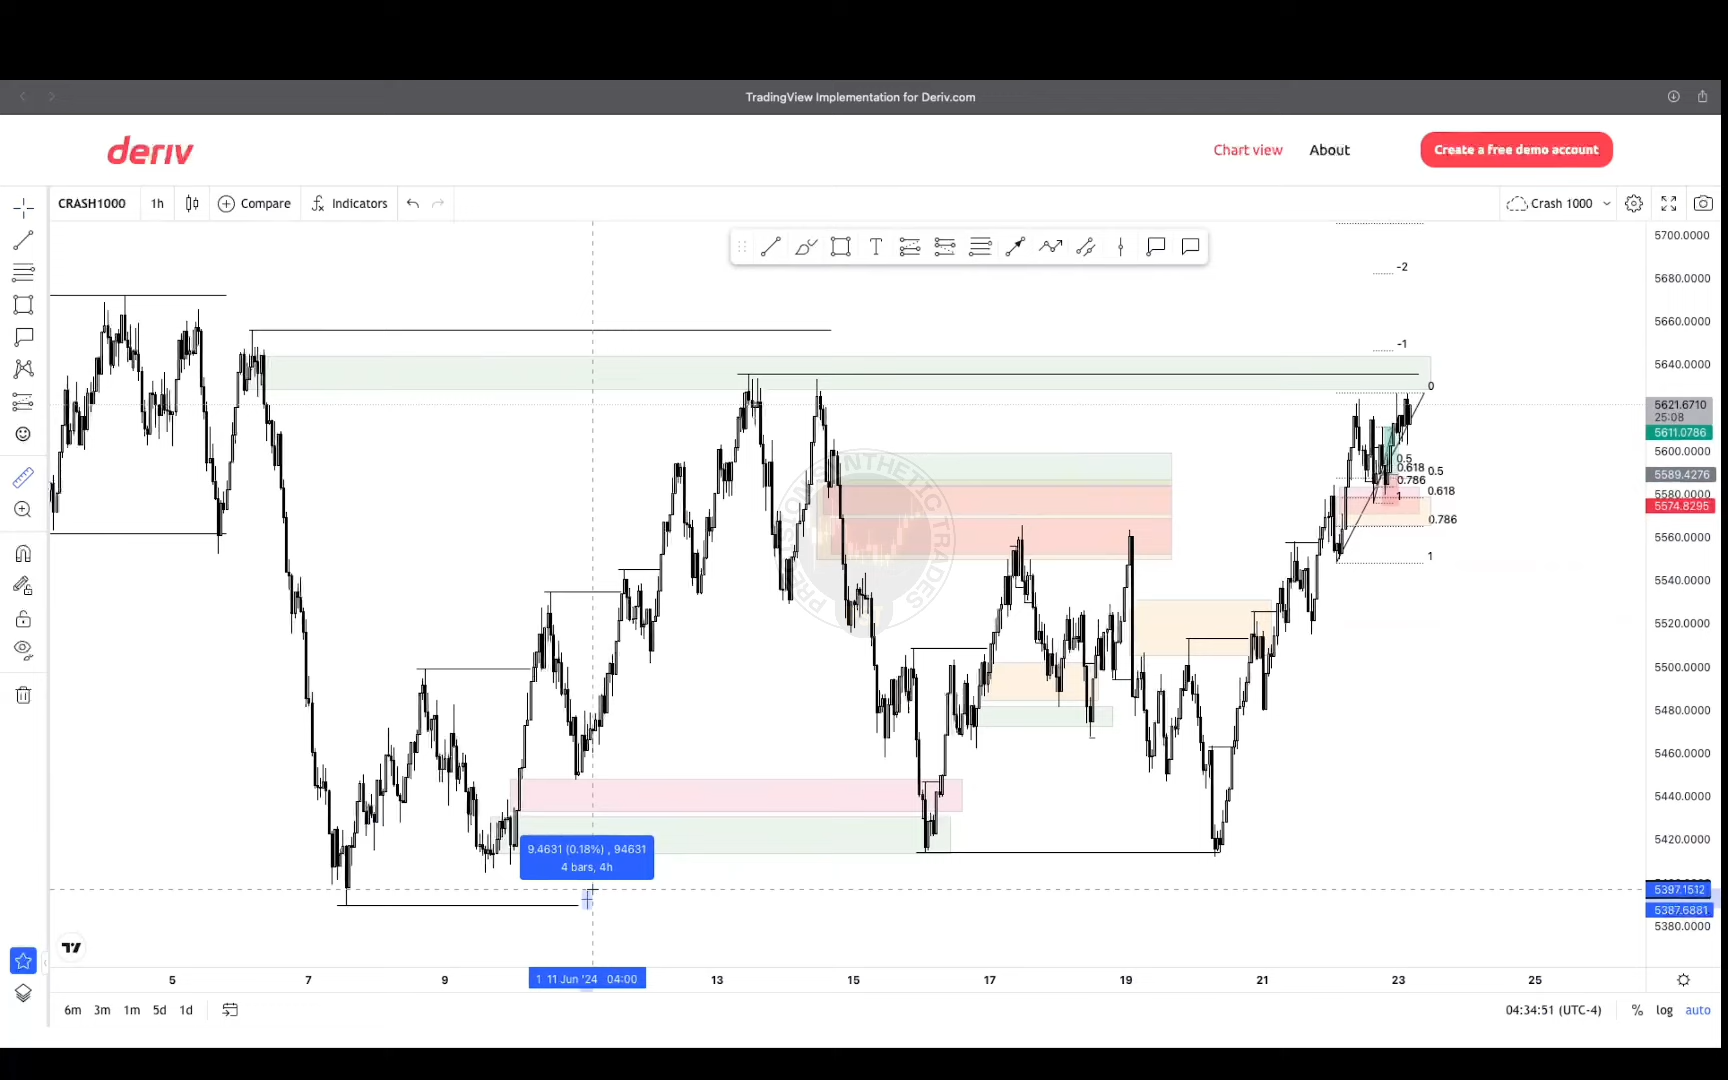 TradingView Implementation for Deriv.com
deriv
Chart view
About
Create a free demo account
CRASH1000
1h
Compare
Indicators
Crash 1000
T
5700.0000
-2
5680.0000
5660.0000
-1
5640.0000
0
5621.6710
25:08
5611.0786
5600.0000
0.5
0.618
0.5
0.786
5589.4276
1
0.618
5580.0000
5574.8295
0.786
5560.0000
1
5540.0000
5520.0000
5500.0000
5480.0000
5460.0000
5440.0000
5420.0000
PRECISION SYNTHETIC TRADES
9.4631 (0.18%) , 94631
4 bars, 4h
5397.1512
5387.6881
5380.0000
5
7
9
1
11 Jun '24
04:00
13
15
17
19
21
23
25
6m
3m
1m
5d
1d
04:34:51 (UTC-4)
%
log
auto